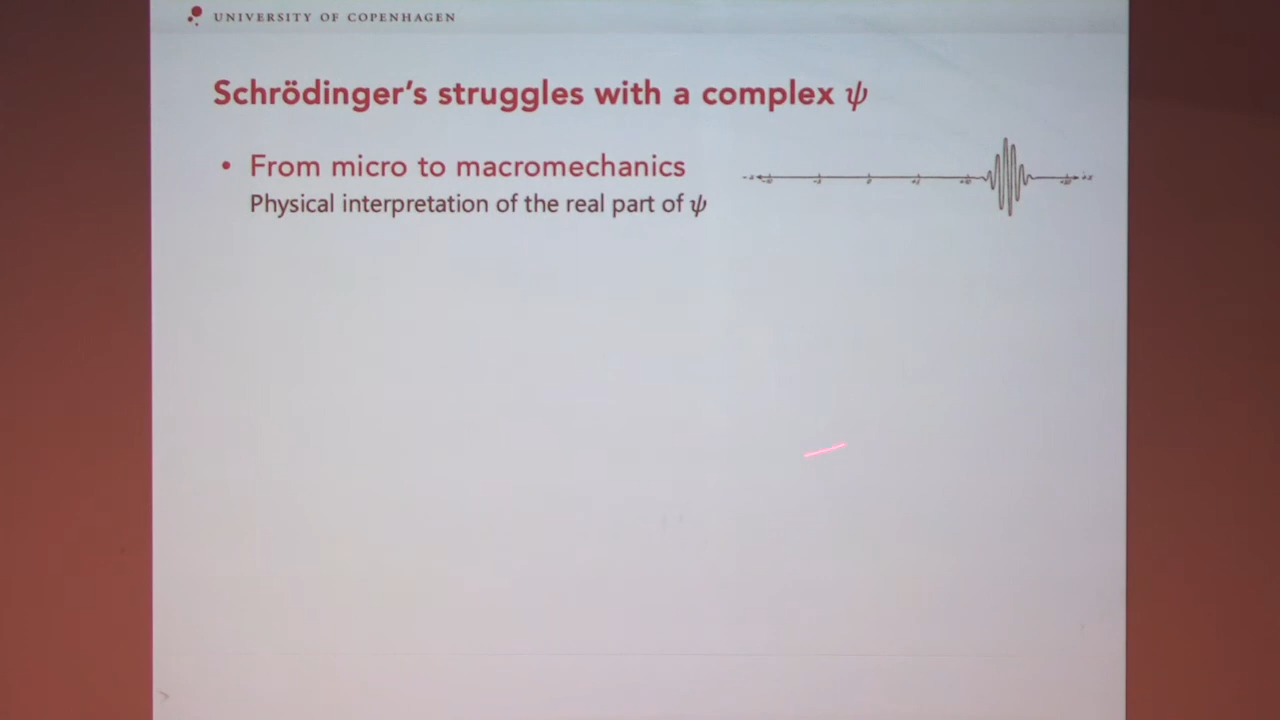 UNIVERSITY OF COPENHAGEN
Schrödinger's struggles with a complex ψ
• From micro to macromechanics
Physical interpretation of the real part of ψ